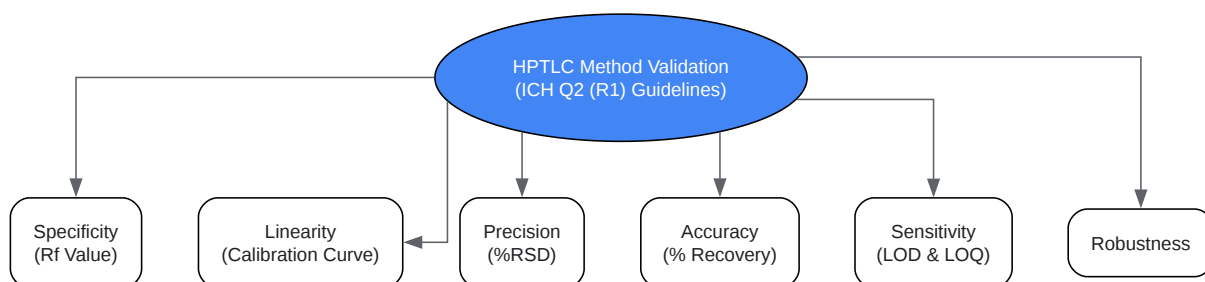 HPTLC Method Validation
(ICH Q2 (R1) Guidelines)
Specificity
(Rf Value)
Linearity
(Calibration Curve)
Precision
(%RSD)
Accuracy
(% Recovery)
Sensitivity
(LOD & LOQ)
Robustness